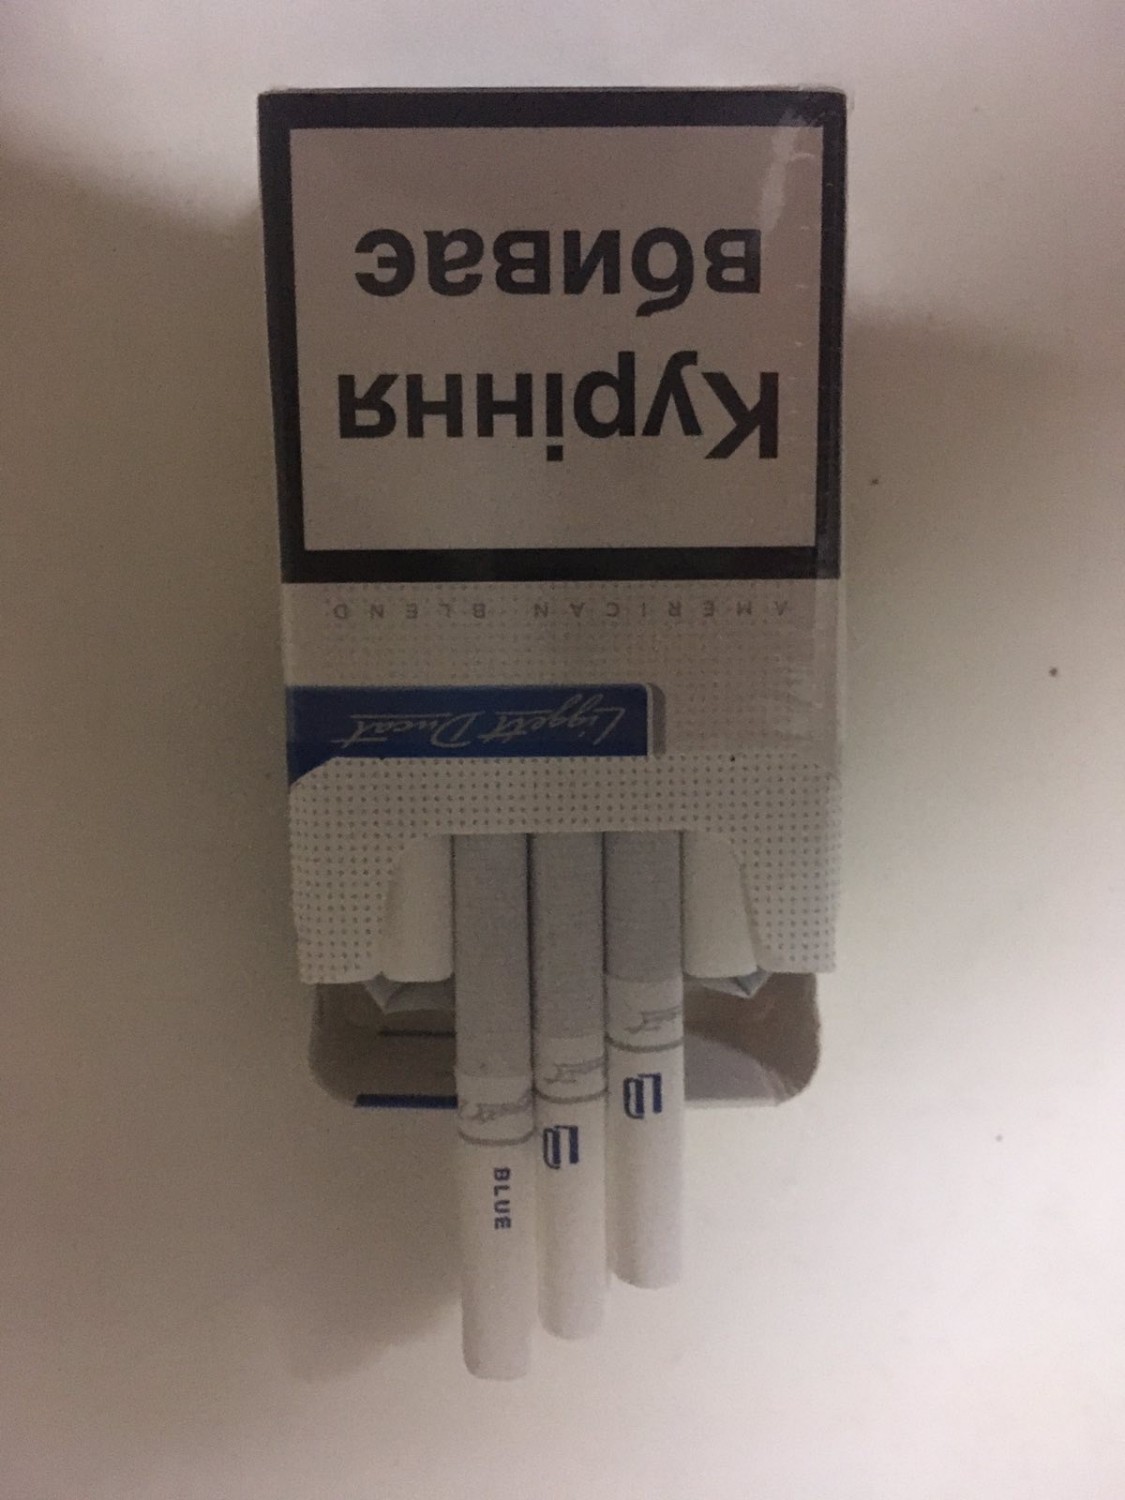 Liggett Ducat
AMERICAN BLEND
Куріння
вбиває
LD
LD
BLUE